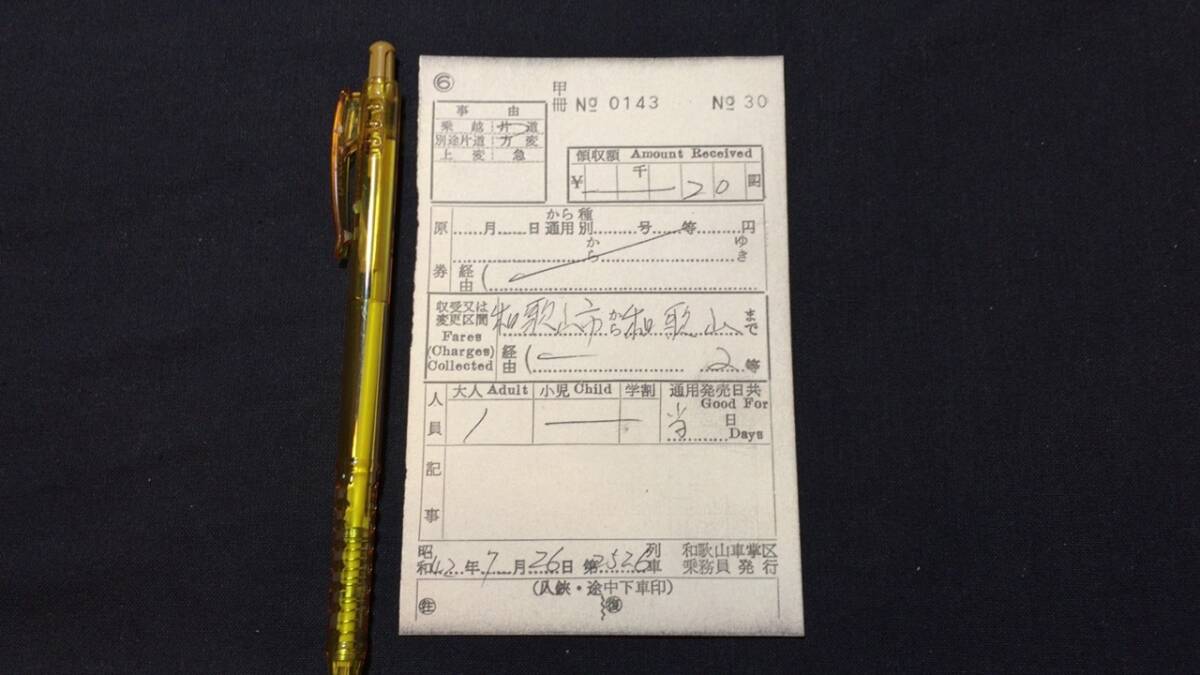 ⑥
甲冊 № 0143 № 30
事由
乗越 片道
別途片道 方変
上変 急
領収額 Amount Received
¥ 千 20 円
原券 月 日から通用 種別 号 等 円
から ゆき
経由(
収受又は変更区間 和歌山市から和歌山まで
Fares (Charges) Collected
経由( 2等
人員 大人 Adult 小児 Child 学割 通用発売日共
Good For
1 当日 Days
記事
昭和42年7月26日 第2526列車 和歌山車掌区乗務員発行
(入鋏・途中下車印)
㊟ ㊝